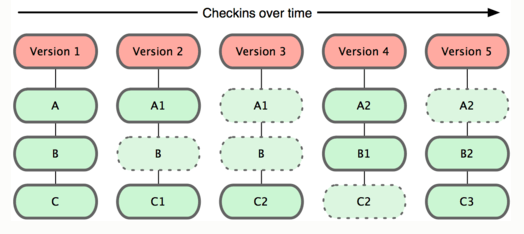 Checkins over time
Version 1 Version 2 Version 3 Version 4 Version 5
A A1 A1 A2 A2
B B B B1 B2
C C1 C2 C2 C3